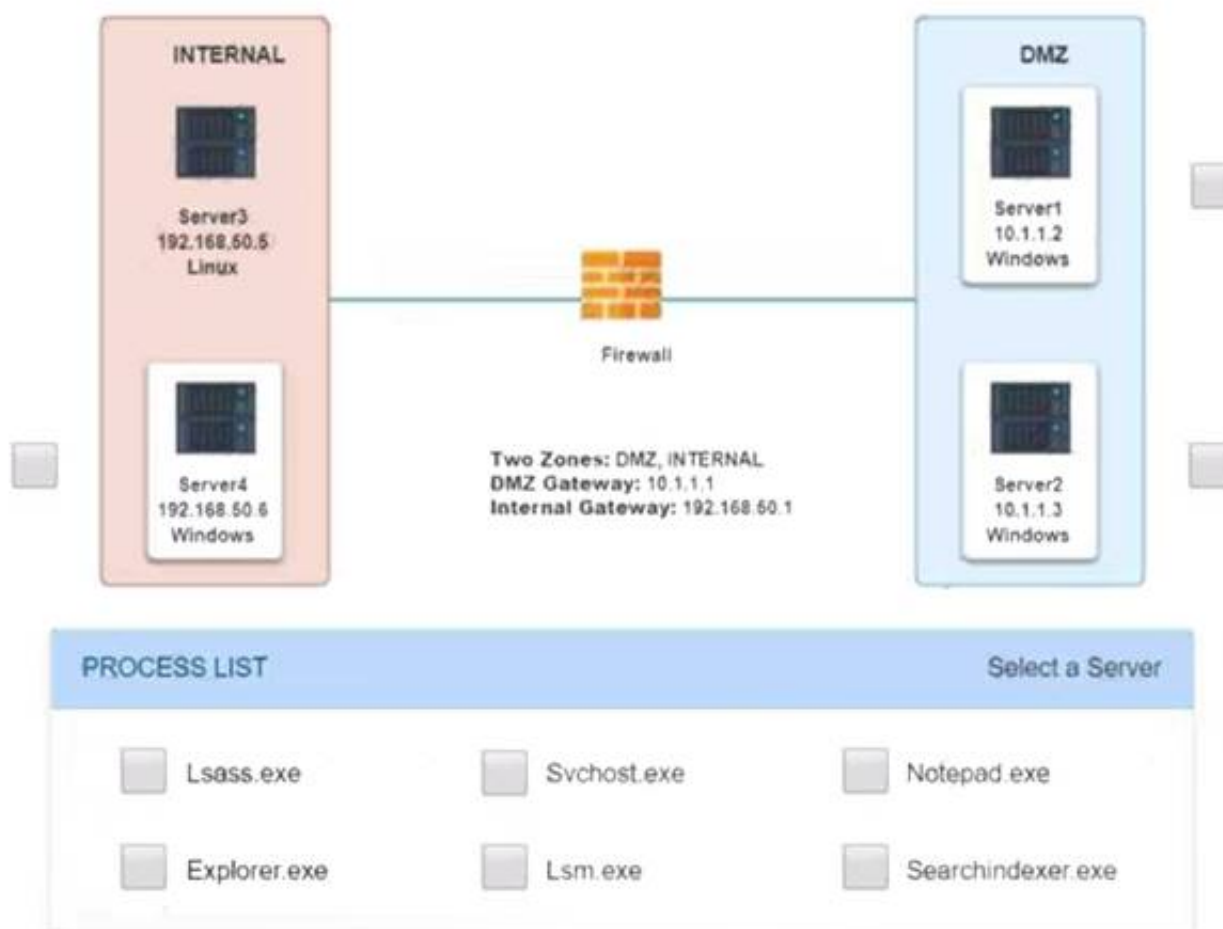 INTERNAL
DMZ
Server3
192.168.50.5
Linux
Server1
10.1.1.2
Windows
Firewall
Server4
192.168.50.6
Windows
Two Zones: DMZ, INTERNAL
DMZ Gateway: 10.1.1.1
Internal Gateway: 192.168.50.1
Server2
10.1.1.3
Windows
PROCESS LIST
Select a Server
Lsass.exe
Svchost.exe
Notepad.exe
Explorer.exe
Lsm.exe
Searchindexer.exe